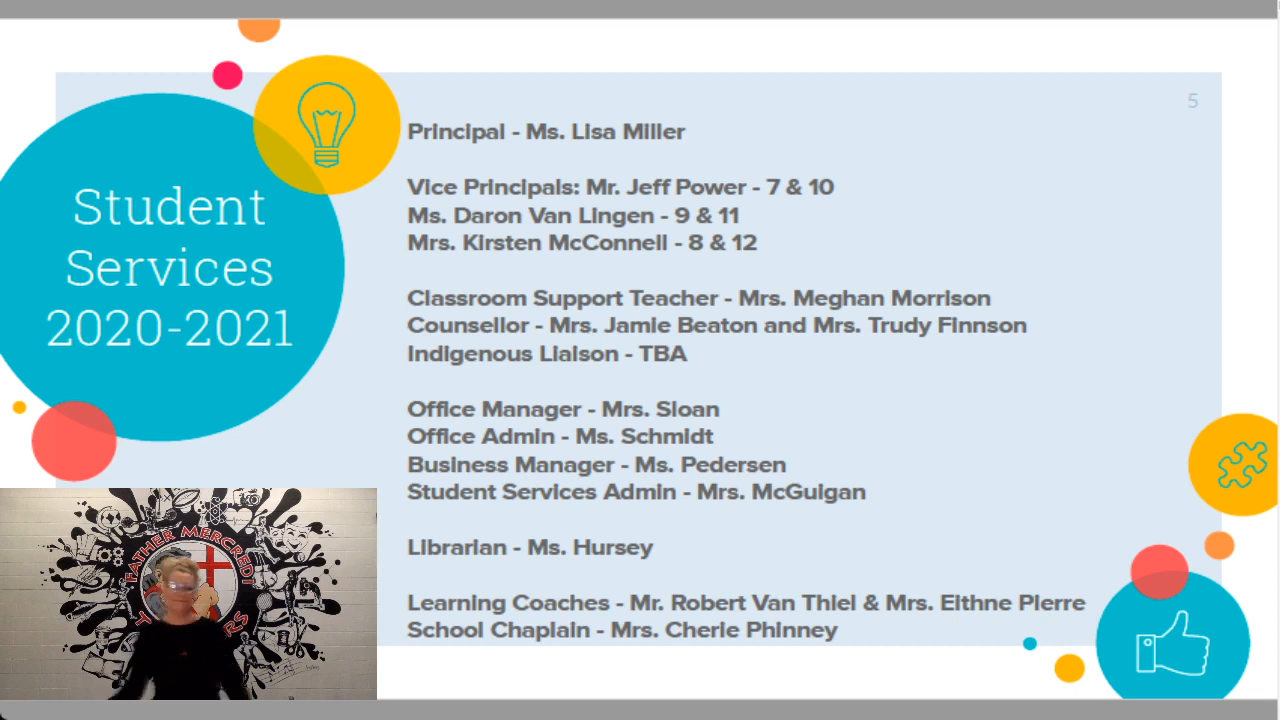 5
Student
Services
2020-2021
Principal - Ms. Lisa Miller
Vice Principals: Mr. Jeff Power - 7 & 10
Ms. Daron Van Lingen - 9 & 11
Mrs. Kirsten McConnell - 8 & 12
Classroom Support Teacher - Mrs. Meghan Morrison
Counsellor - Mrs. Jamie Beaton and Mrs. Trudy Finnson
Indigenous Liaison - TBA
Office Manager - Mrs. Sloan
Office Admin - Ms. Schmidt
Business Manager - Ms. Pedersen
Student Services Admin - Mrs. McGuigan
Librarian - Ms. Hursey
Learning Coaches - Mr. Robert Van Thiel & Mrs. Eithne Pierre
School Chaplain - Mrs. Cherie Phinney
FATHER MERCREDI